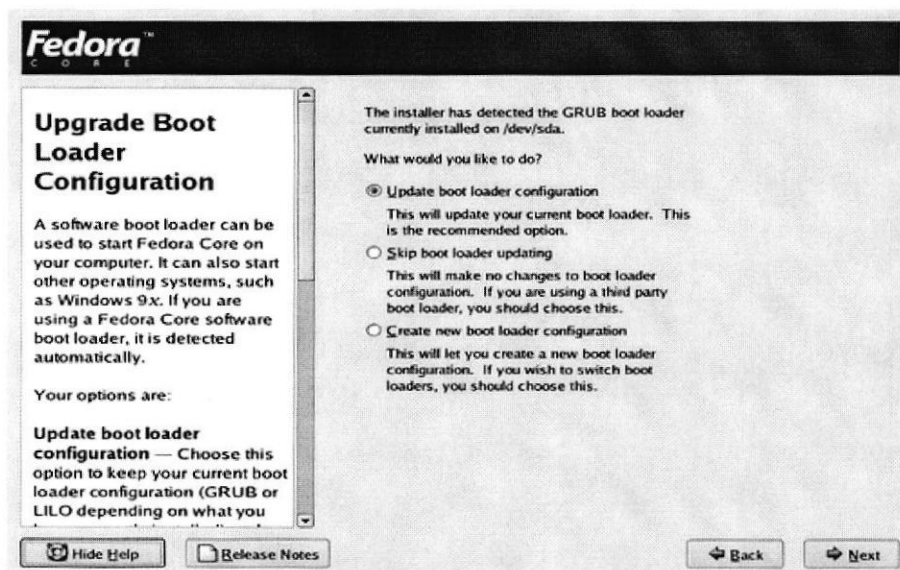 Fedora™
CORE
Upgrade Boot
Loader
Configuration
A software boot loader can be
used to start Fedora Core on
your computer. It can also start
other operating systems, such
as Windows 9x. If you are
using a Fedora Core software
boot loader, it is detected
automatically.
Your options are:
Update boot loader
configuration — Choose this
option to keep your current boot
loader configuration (GRUB or
LILO depending on what you
The installer has detected the GRUB boot loader
currently installed on /dev/sda.
What would you like to do?
Update boot loader configuration
This will update your current boot loader. This
is the recommended option.
Skip boot loader updating
This will make no changes to boot loader
configuration. If you are using a third party
boot loader, you should choose this.
Create new boot loader configuration
This will let you create a new boot loader
configuration. If you wish to switch boot
loaders, you should choose this.
Hide Help
Release Notes
Back
Next